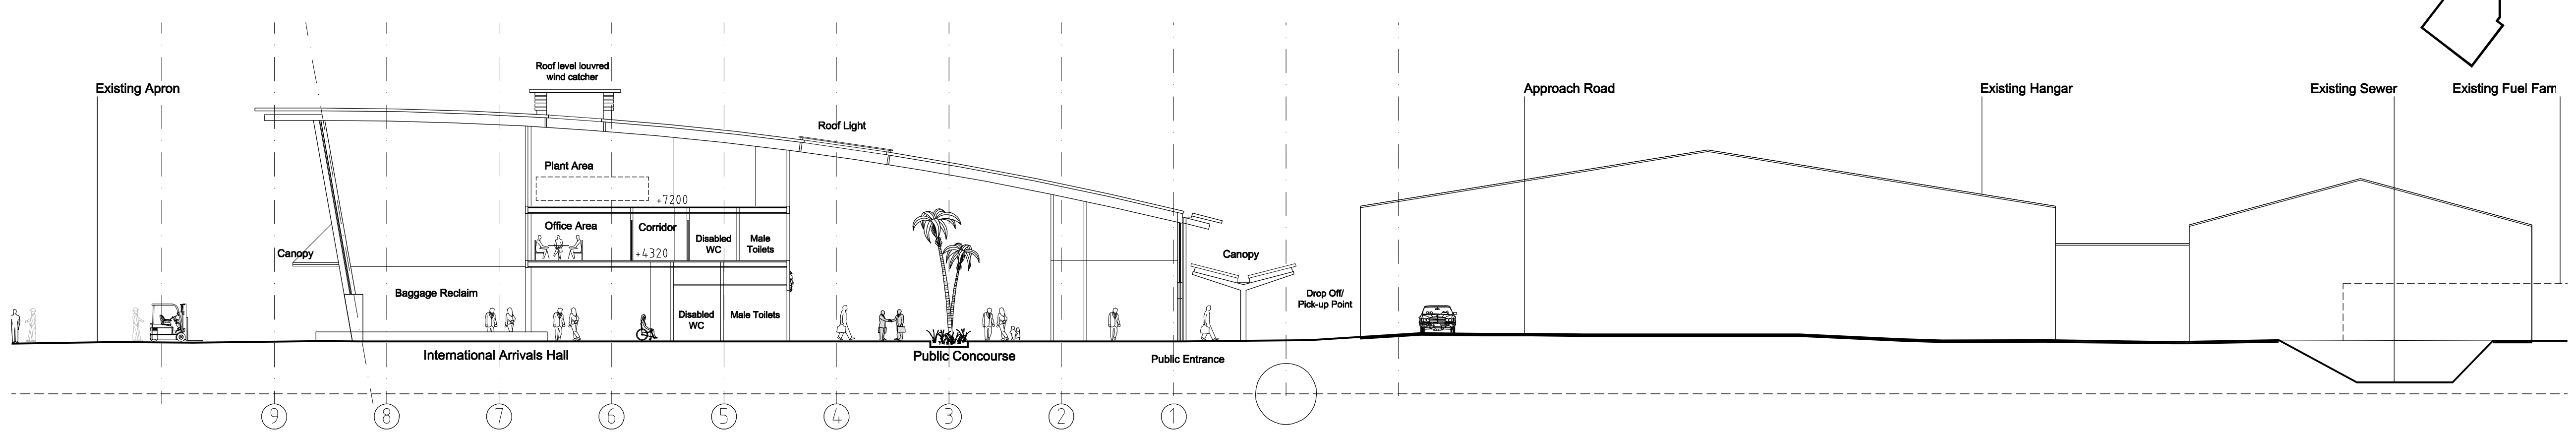 Roof level louvred
wind catcher
Existing Apron
Approach Road
Existing Hangar
Existing Sewer
Existing Fuel Farm
Roof Light
Plant Area
+7200
Office Area
Corridor
Disabled
WC
Male
Toilets
+4320
Canopy
Canopy
Baggage Reclaim
Drop Off/
Pick-up Point
Disabled
WC
Male Toilets
International Arrivals Hall
Public Concourse
Public Entrance
9
8
7
6
5
4
3
2
1